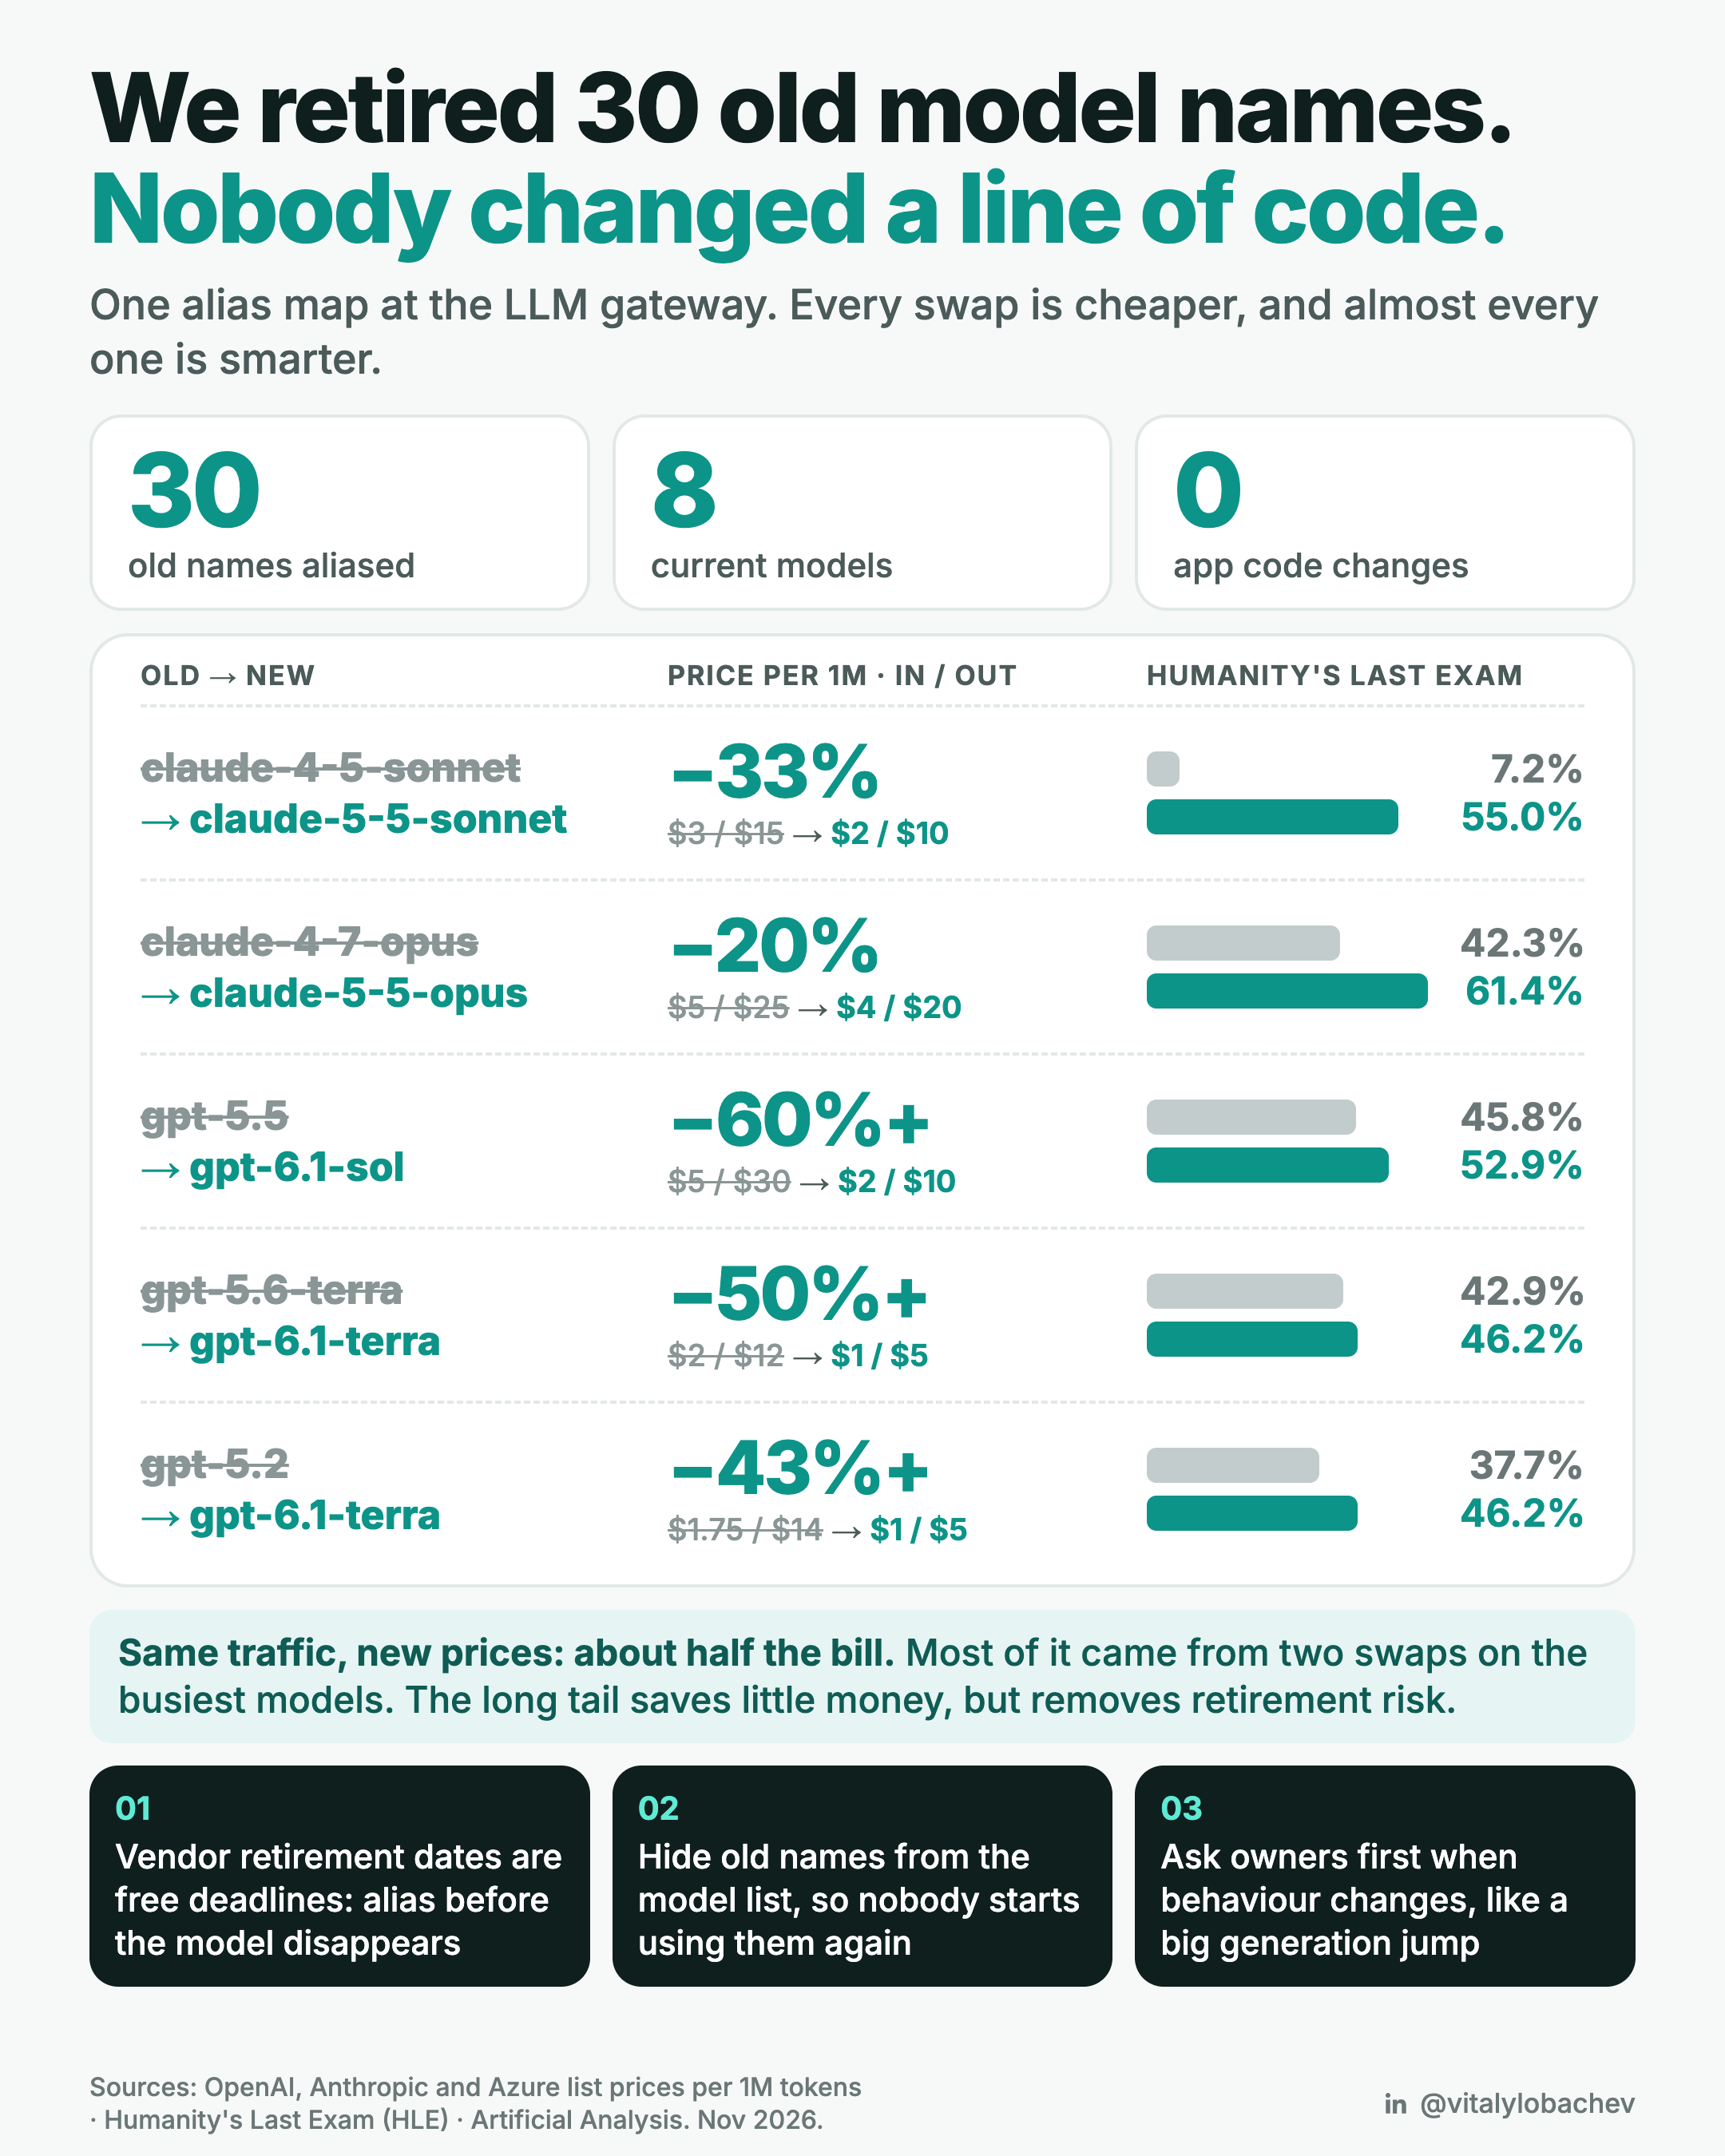 We retired 30 old model names.
Nobody changed a line of code.
One alias map at the LLM gateway. Every swap is cheaper, and almost every
one is smarter.
30
old names aliased
8
current models
0
app code changes
OLD → NEW
PRICE PER 1M · IN / OUT
HUMANITY'S LAST EXAM
claude-4-5-sonnet
→ claude-5-5-sonnet
–33%
$3 / $15 → $2 / $10
7.2%
55.0%
claude-4-7-opus
→ claude-5-5-opus
–20%
$5 / $25 → $4 / $20
42.3%
61.4%
gpt-5.5
→ gpt-6.1-sol
–60%+
$5 / $30 → $2 / $10
45.8%
52.9%
gpt-5.6-terra
→ gpt-6.1-terra
–50%+
$2 / $12 → $1 / $5
42.9%
46.2%
gpt-5.2
→ gpt-6.1-terra
–43%+
$1.75 / $14 → $1 / $5
37.7%
46.2%
Same traffic, new prices: about half the bill. Most of it came from two swaps on the
busiest models. The long tail saves little money, but removes retirement risk.
01
Vendor retirement dates are
free deadlines: alias before
the model disappears
02
Hide old names from the
model list, so nobody starts
using them again
03
Ask owners first when
behaviour changes, like a
big generation jump
Sources: OpenAI, Anthropic and Azure list prices per 1M tokens
· Humanity's Last Exam (HLE) · Artificial Analysis. Nov 2026.
in @vitalylobachev